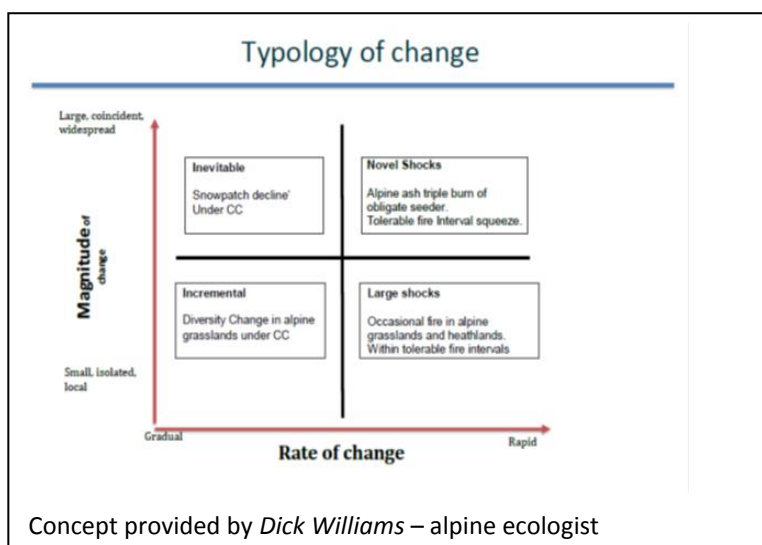 Typology of change
Large, coincident,
widespread
Inevitable
Snowpatch decline'
Under CC
Novel Shocks
Alpine ash triple burn of
obligate seeder.
Tolerable fire Interval squeeze.
Magnitude of
change
Incremental
Diversity Change in alpine
grasslands under CC
Large shocks
Occasional fire in alpine
grasslands and heathlands.
Within tolerable fire intervals
Small, isolated,
local
Gradual
Rate of change
Rapid
Concept provided by Dick Williams – alpine ecologist